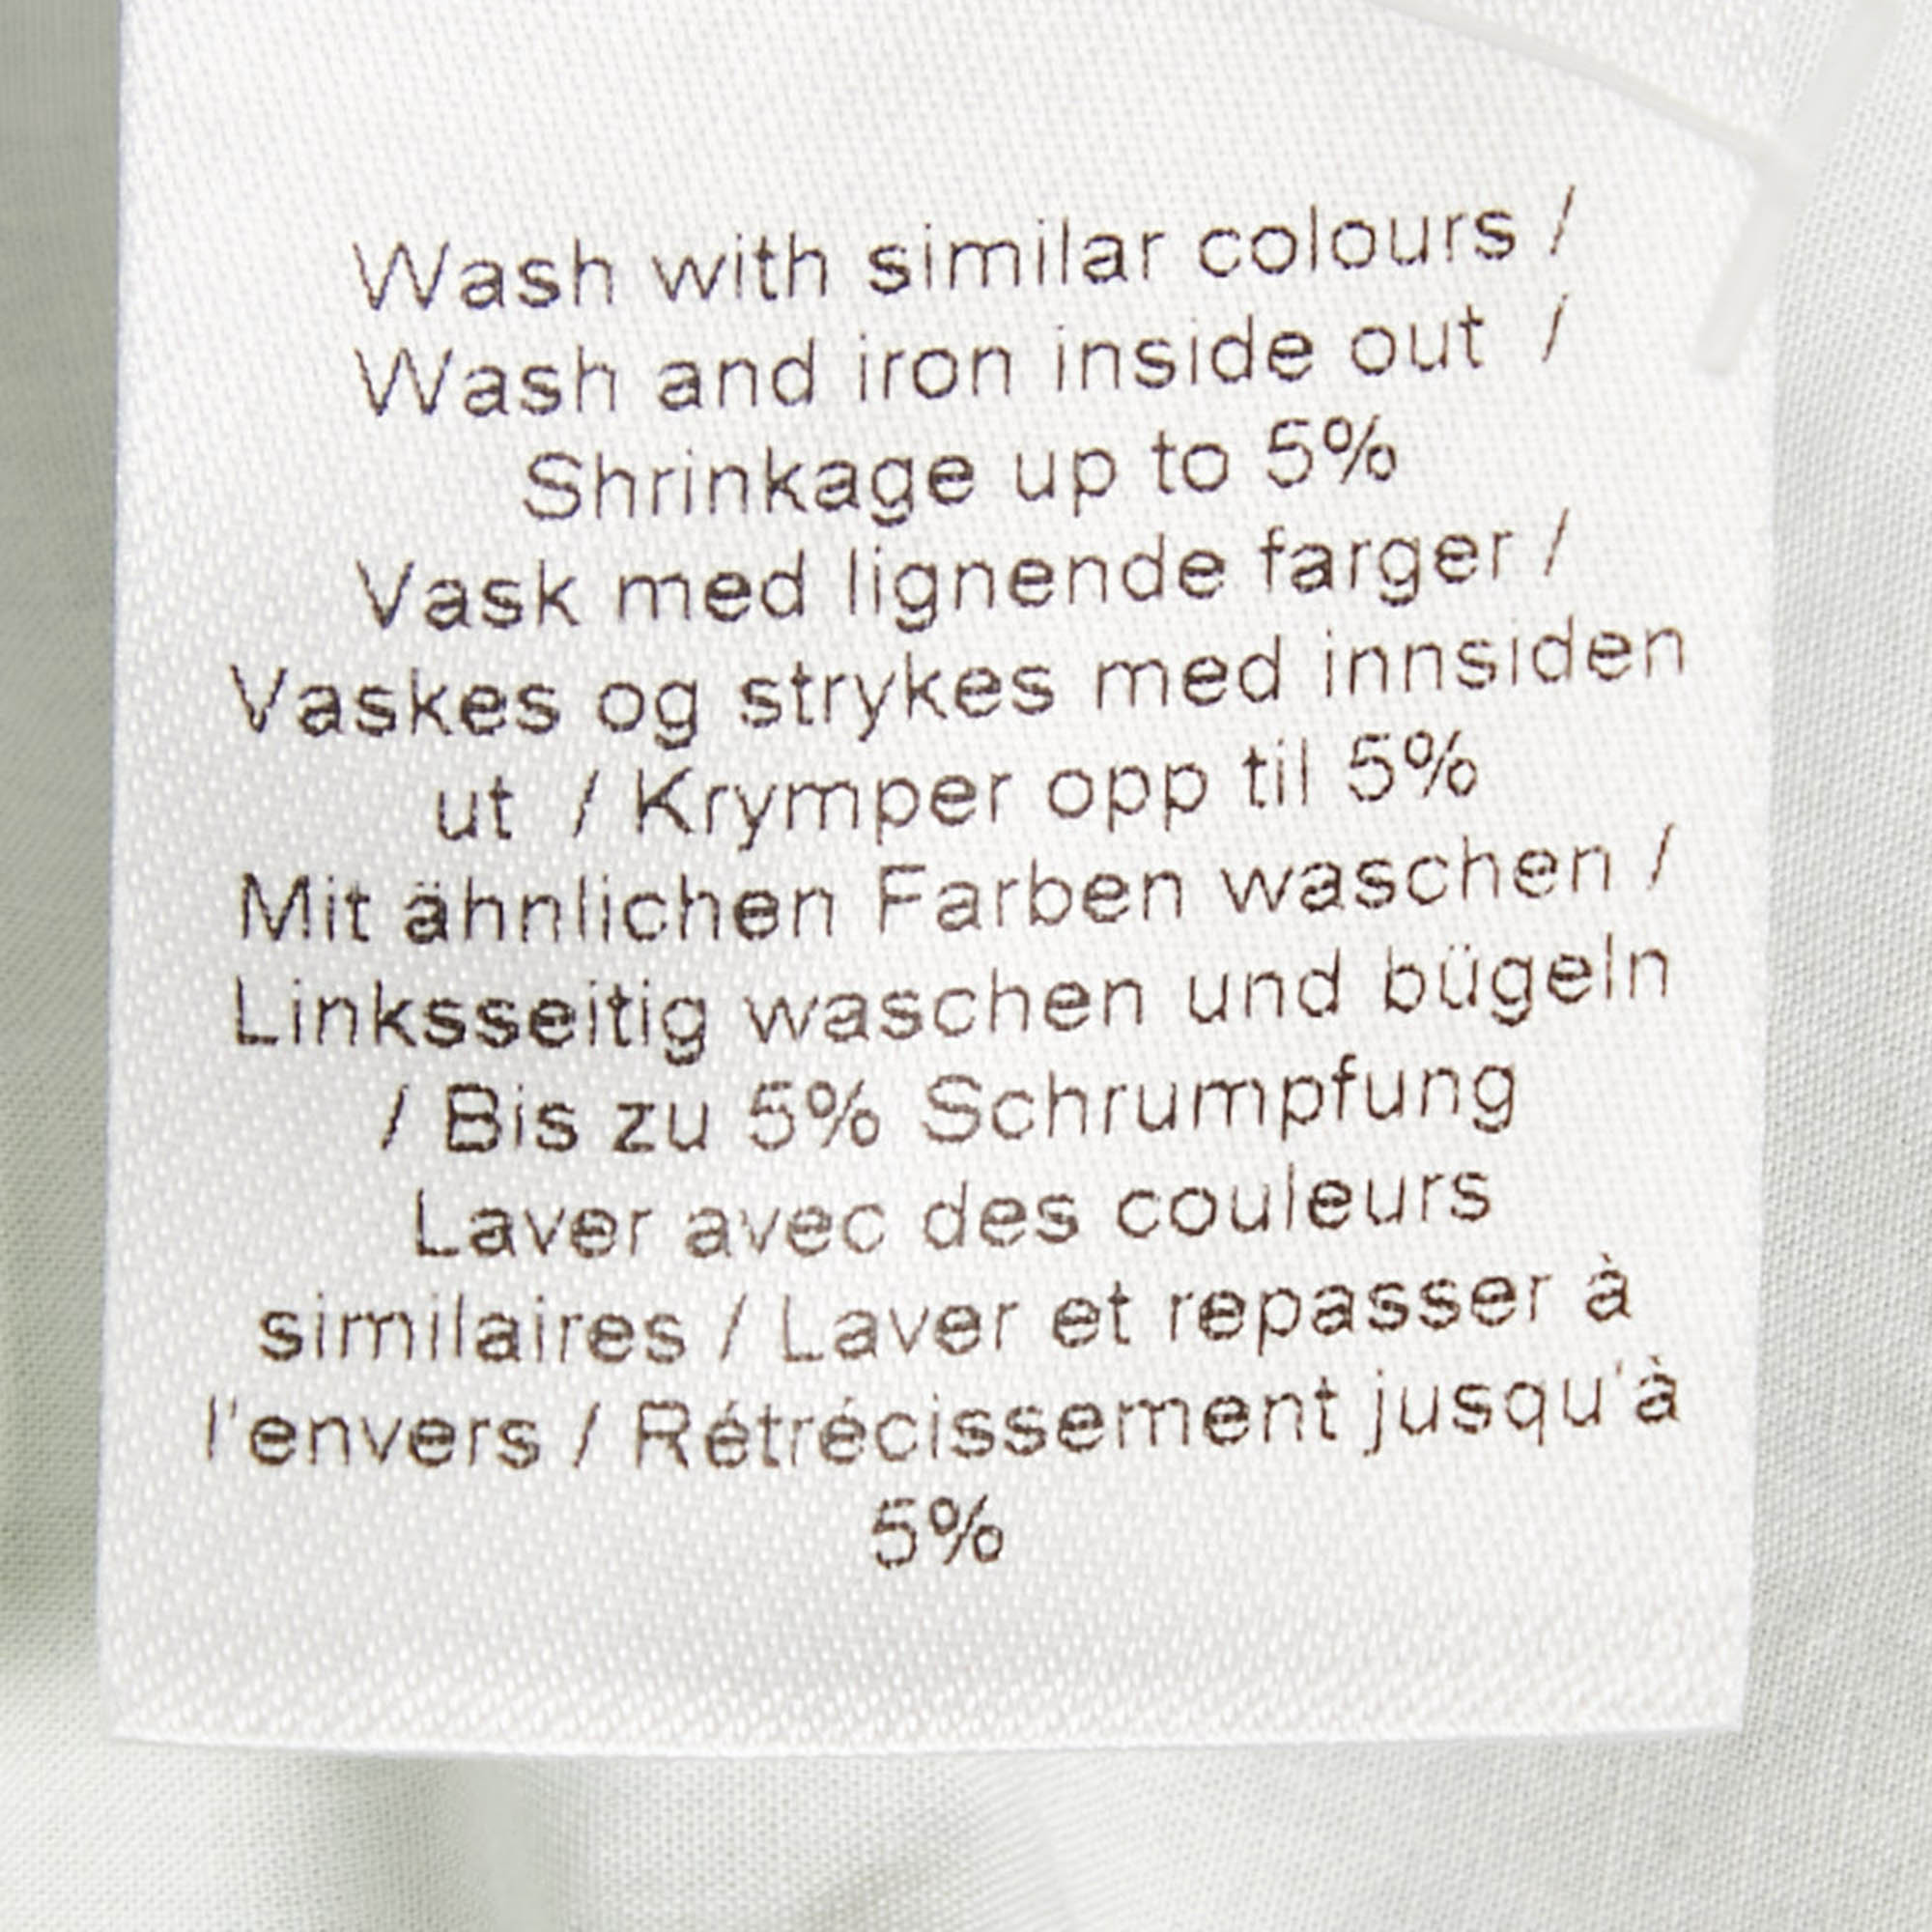 Wash with similar colours /
Wash and iron inside out /
Shrinkage up to 5%
Vask med lignende farger /
Vaskes og strykes med innsiden
ut / Krymper opp til 5%
Mit ähnlichen Farben waschen /
Linksseitig waschen und bügeln
/ Bis zu 5% Schrumpfung
Laver avec des couleurs
similaires / Laver et repasser à
l'envers / Rétrécissement jusqu'à
5%